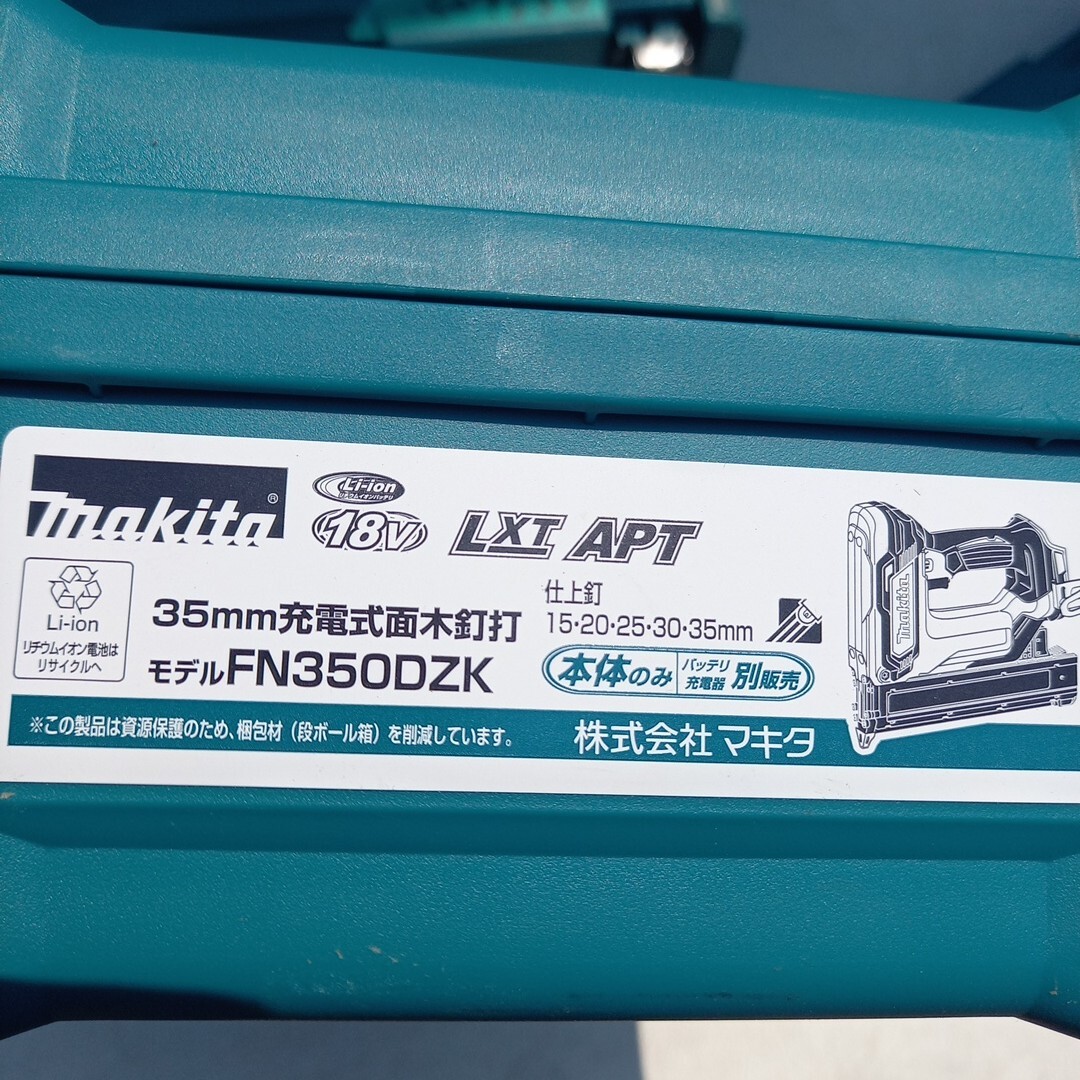 makita®
Li-ion
リチウムイオンバッテリ
18V
LXT APT
Li-ion
リチウムイオン電池は
リサイクルへ
35mm充電式面木釘打
モデルFN350DZK
仕上釘
15・20・25・30・35mm
本体のみ バッテリ 充電器 別販売
※この製品は資源保護のため、梱包材（段ボール箱）を削減しています。
株式会社 マキタ
makita